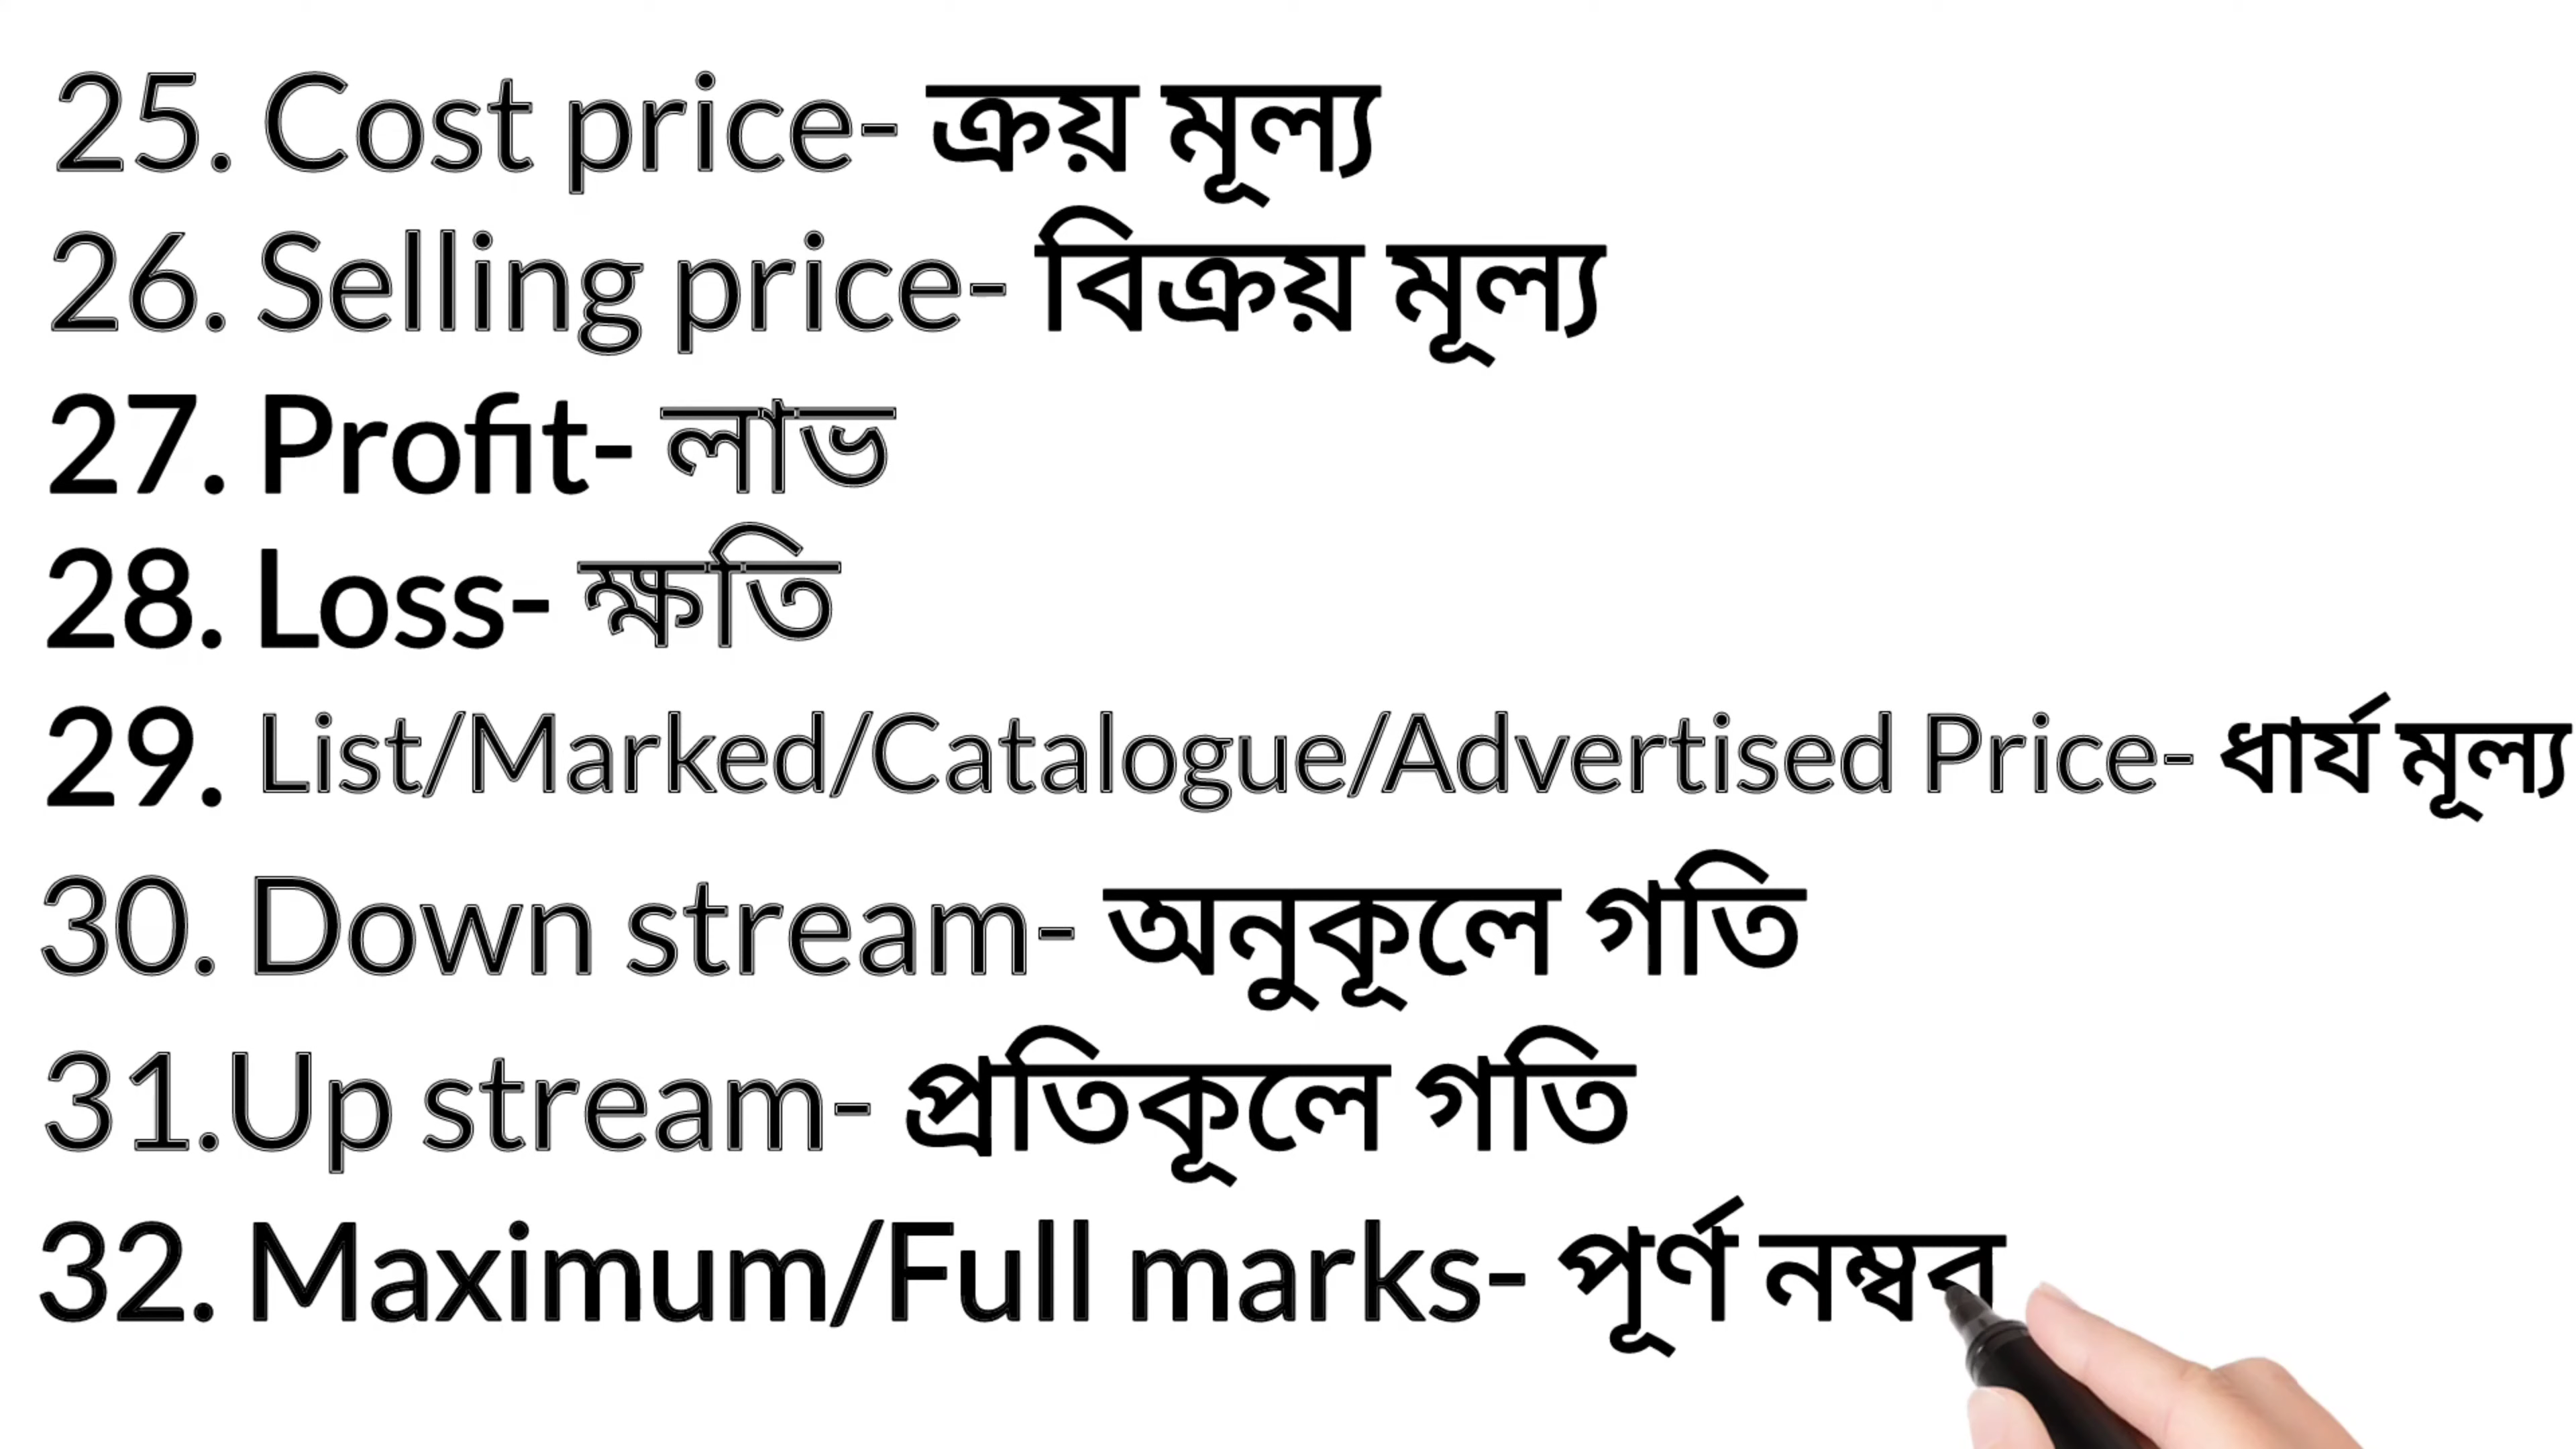 25. Cost price- ক্রয় মূল্য
26. Selling price- বিক্রয় মূল্য
27. Profit- লাভ
28. Loss- ক্ষতি
29. List/Marked/Catalogue/Advertised Price- ধার্য মূল্য
30. Down stream- অনুকূলে গতি
31.Up stream- প্রতিকূলে গতি
32. Maximum/Full marks- পূর্ণ নম্বর